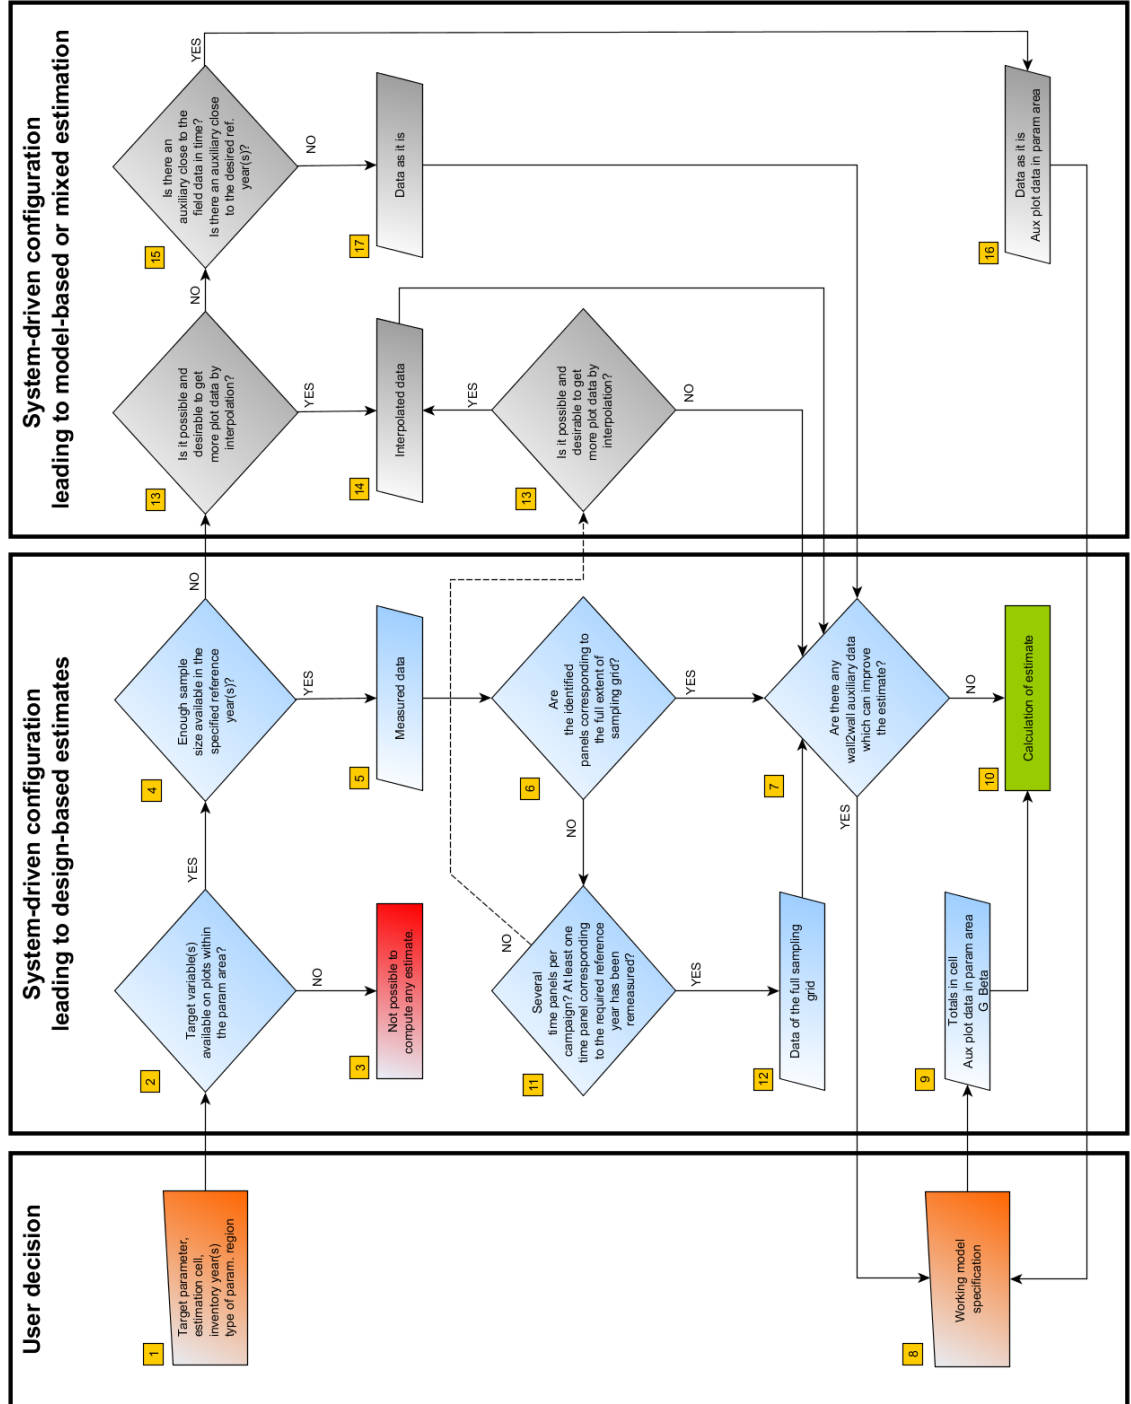 User decision
1
Target parameter,
estimation cell,
inventory year(s)
type of param. region
8
Working model
specification
System-driven configuration
leading to design-based estimates
2
Target variable(s)
available on plots within
the param area?
YES
NO
3
Not possible to
compute any estimate.
4
Enough sample
size available in the
specified reference
year(s)?
NO
YES
5
Measured data
6
Are
the identified
panels corresponding to
the full extent of
sampling grid?
NO
YES
11
Several
time panels per
campaign? At least one
time panel corresponding
to the required reference
year has been
remeasured?
NO
YES
12
Data of the full sampling
grid
7
Are there any
wall2wall auxiliary data
which can improve
the estimate?
YES
NO
9
Totals in cell
Aux plot data in param area
G_Beta
10
Calculation of estimate
System-driven configuration
leading to model-based or mixed estimation
13
Is it possible and
desirable to get
more plot data by
interpolation?
NO
YES
14
Interpolated data
13
Is it possible and
desirable to get
more plot data by
interpolation?
YES
NO
15
Is there an
auxiliary close to the
field data in time?
Is there an auxiliary close
to the desired ref.
year(s)?
YES
NO
17
Data as it is
16
Data as it is
Aux plot data in param area